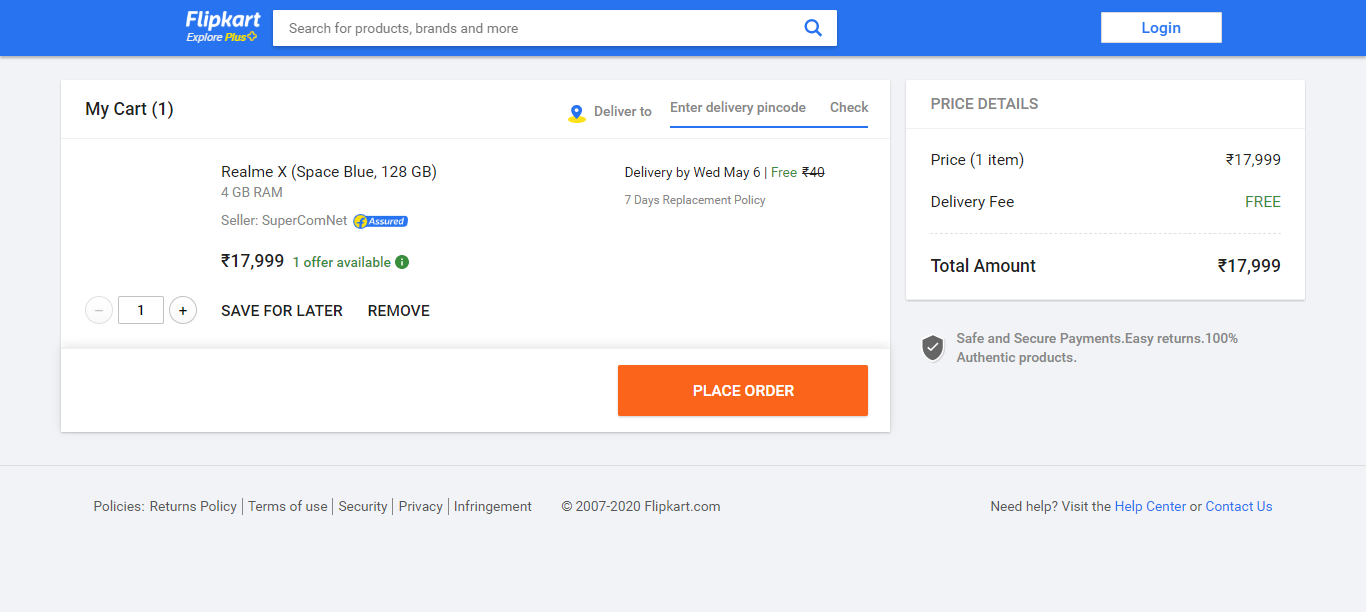 Flipkart
Explore Plus
Search for products, brands and more
Login
My Cart (1)
Deliver to
Enter delivery pincode
Check
Realme X (Space Blue, 128 GB)
4 GB RAM
Seller: SuperComNet
f Assured
₹17,999 1 offer available
Delivery by Wed May 6 | Free ₹40
7 Days Replacement Policy
− 1 + SAVE FOR LATER REMOVE
PLACE ORDER
PRICE DETAILS
Price (1 item) ₹17,999
Delivery Fee FREE
Total Amount ₹17,999
Safe and Secure Payments.Easy returns.100%
Authentic products.
Policies: Returns Policy | Terms of use | Security | Privacy | Infringement © 2007-2020 Flipkart.com
Need help? Visit the Help Center or Contact Us